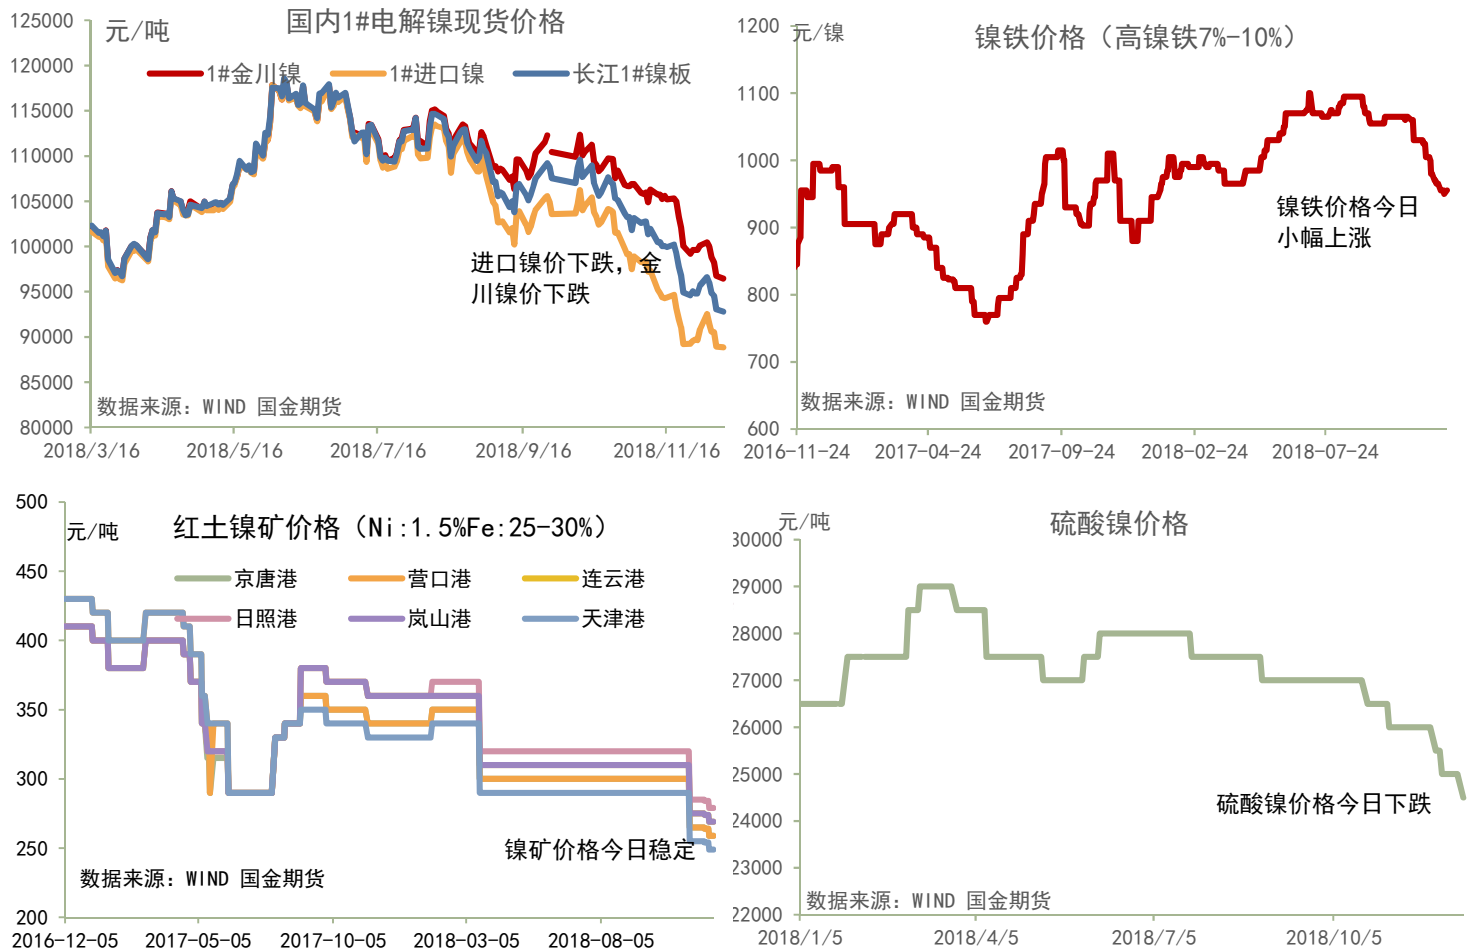 国内1#电解镍现货价格
元/吨
1#金川镍 1#进口镍 长江1#镍板
125000
120000
115000
110000
105000
100000
95000
90000
85000
80000
进口镍价下跌，金
川镍价下跌
数据来源：WIND 国金期货
2018/3/16 2018/5/16 2018/7/16 2018/9/16 2018/11/16
镍铁价格（高镍铁7%-10%）
元/镍
1200
1100
1000
900
800
700
600
镍铁价格今日
小幅上涨
数据来源：WIND 国金期货
2016-11-24 2017-04-24 2017-09-24 2018-02-24 2018-07-24
红土镍矿价格（Ni:1.5%Fe:25-30%）
元/吨
京唐港 营口港 连云港
日照港 岚山港 天津港
500
450
400
350
300
250
200
镍矿价格今日稳定
数据来源：WIND 国金期货
2016-12-05 2017-05-05 2017-10-05 2018-03-05 2018-08-05
硫酸镍价格
元/吨
30000
29000
28000
27000
26000
25000
24000
23000
22000
硫酸镍价格今日下跌
数据来源：WIND 国金期货
2018/1/5 2018/4/5 2018/7/5 2018/10/5